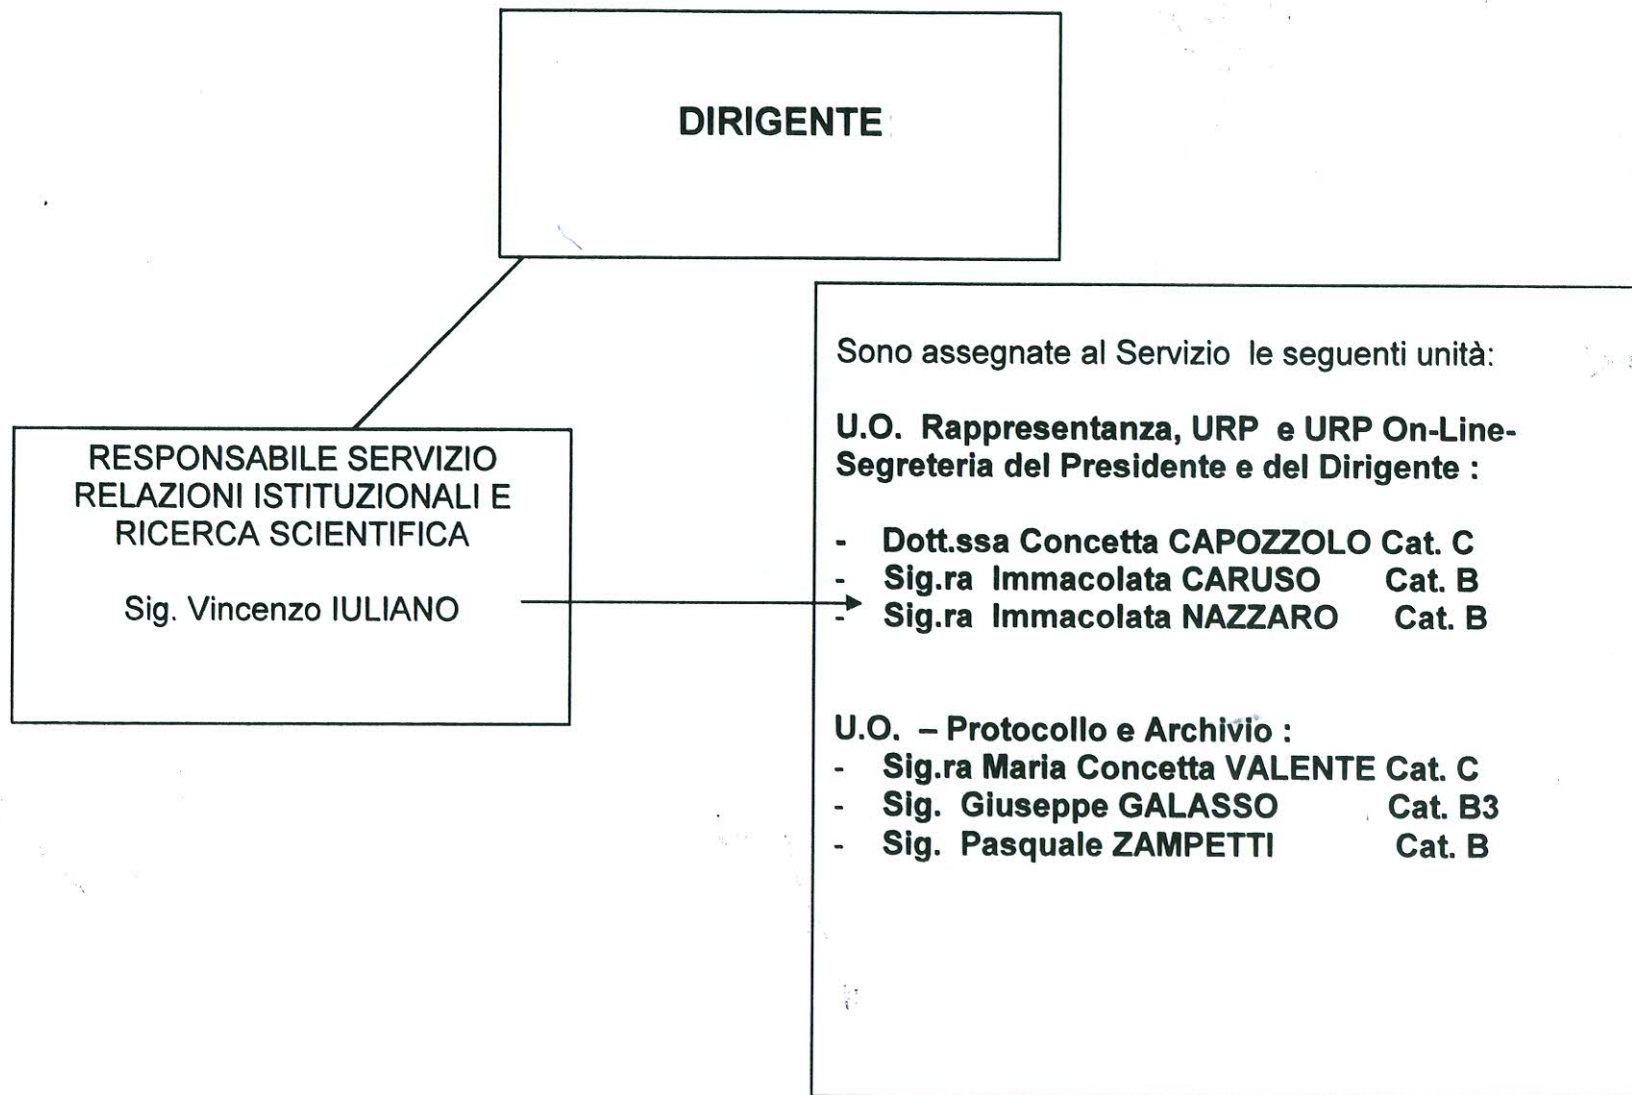 DIRIGENTE
RESPONSABILE SERVIZIO
RELAZIONI ISTITUZIONALI E
RICERCA SCIENTIFICA
Sig. Vincenzo IULIANO
Sono assegnate al Servizio le seguenti unità:
U.O. Rappresentanza, URP e URP On-Line-
Segreteria del Presidente e del Dirigente :
- Dott.ssa Concetta CAPOZZOLO Cat. C
- Sig.ra Immacolata CARUSO Cat. B
- Sig.ra Immacolata NAZZARO Cat. B
U.O. – Protocollo e Archivio :
- Sig.ra Maria Concetta VALENTE Cat. C
- Sig. Giuseppe GALASSO Cat. B3
- Sig. Pasquale ZAMPETTI Cat. B